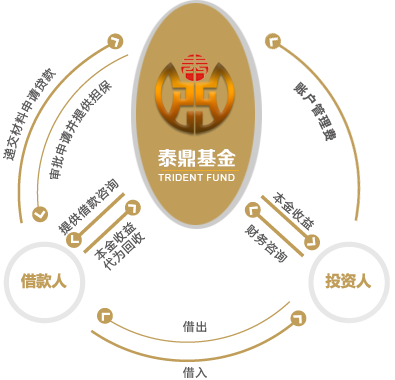 泰鼎基金
TRIDENT FUND
递交材料申请贷款
审批申请并提供担保
账户管理费
提供借款咨询
本金收益
代为回收
本金收益
财务咨询
借款人
投资人
借出
借入